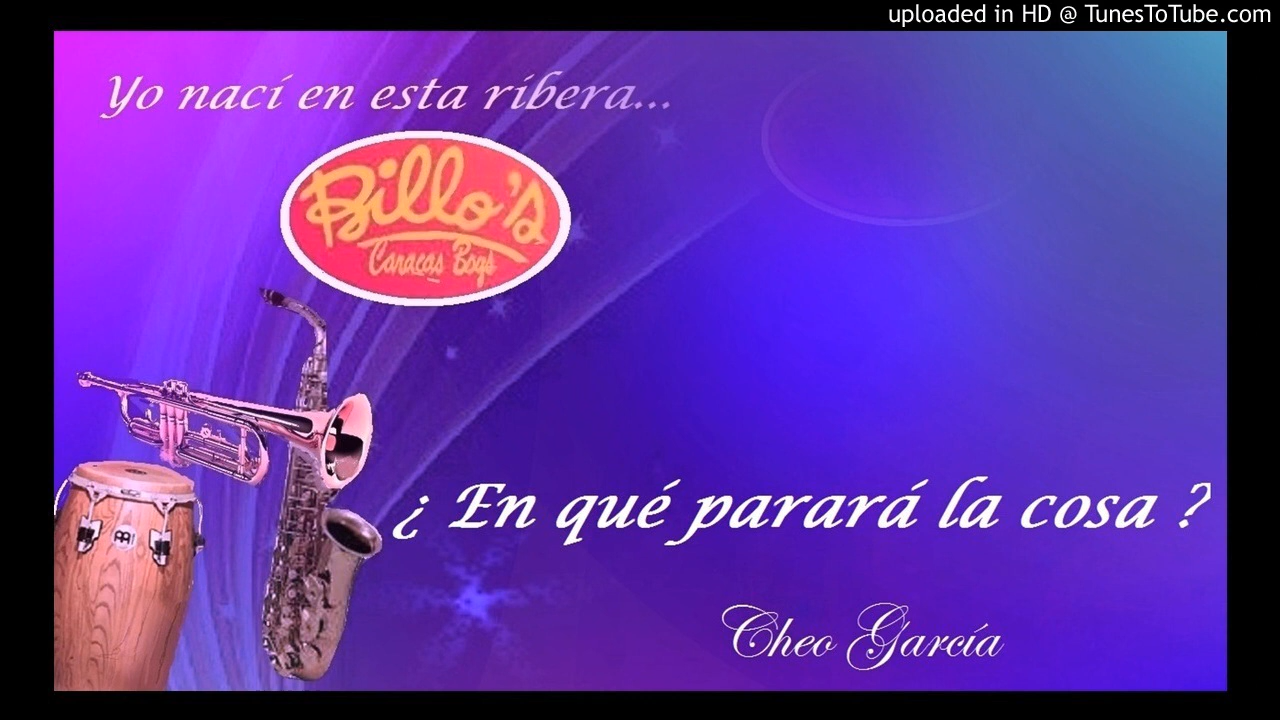 uploaded in HD @ TunesToTube.com
Yo nací en esta ribera...
Billo's
Caracas Boys
¿ En qué parará la cosa ?
Cheo García